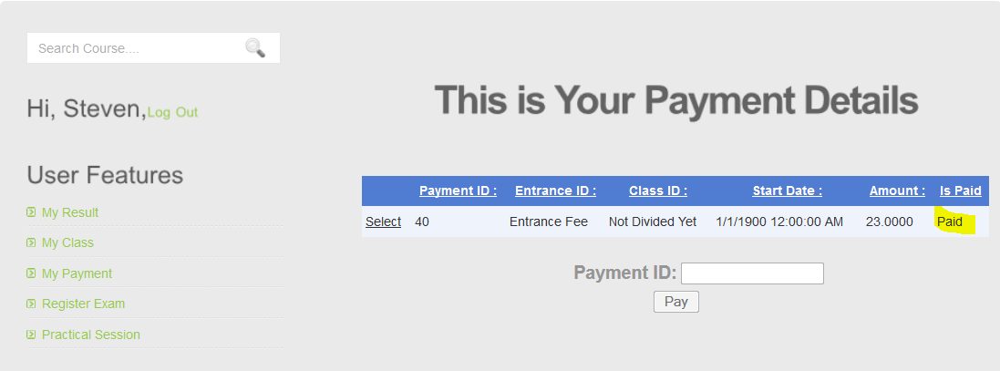 Search Course....
Hi, Steven,Log Out
User Features
My Result
My Class
My Payment
Register Exam
Practical Session
This is Your Payment Details
Payment ID : Entrance ID : Class ID : Start Date : Amount : Is Paid
Select 40 Entrance Fee Not Divided Yet 1/1/1900 12:00:00 AM 23.0000 Paid
Payment ID:
Pay